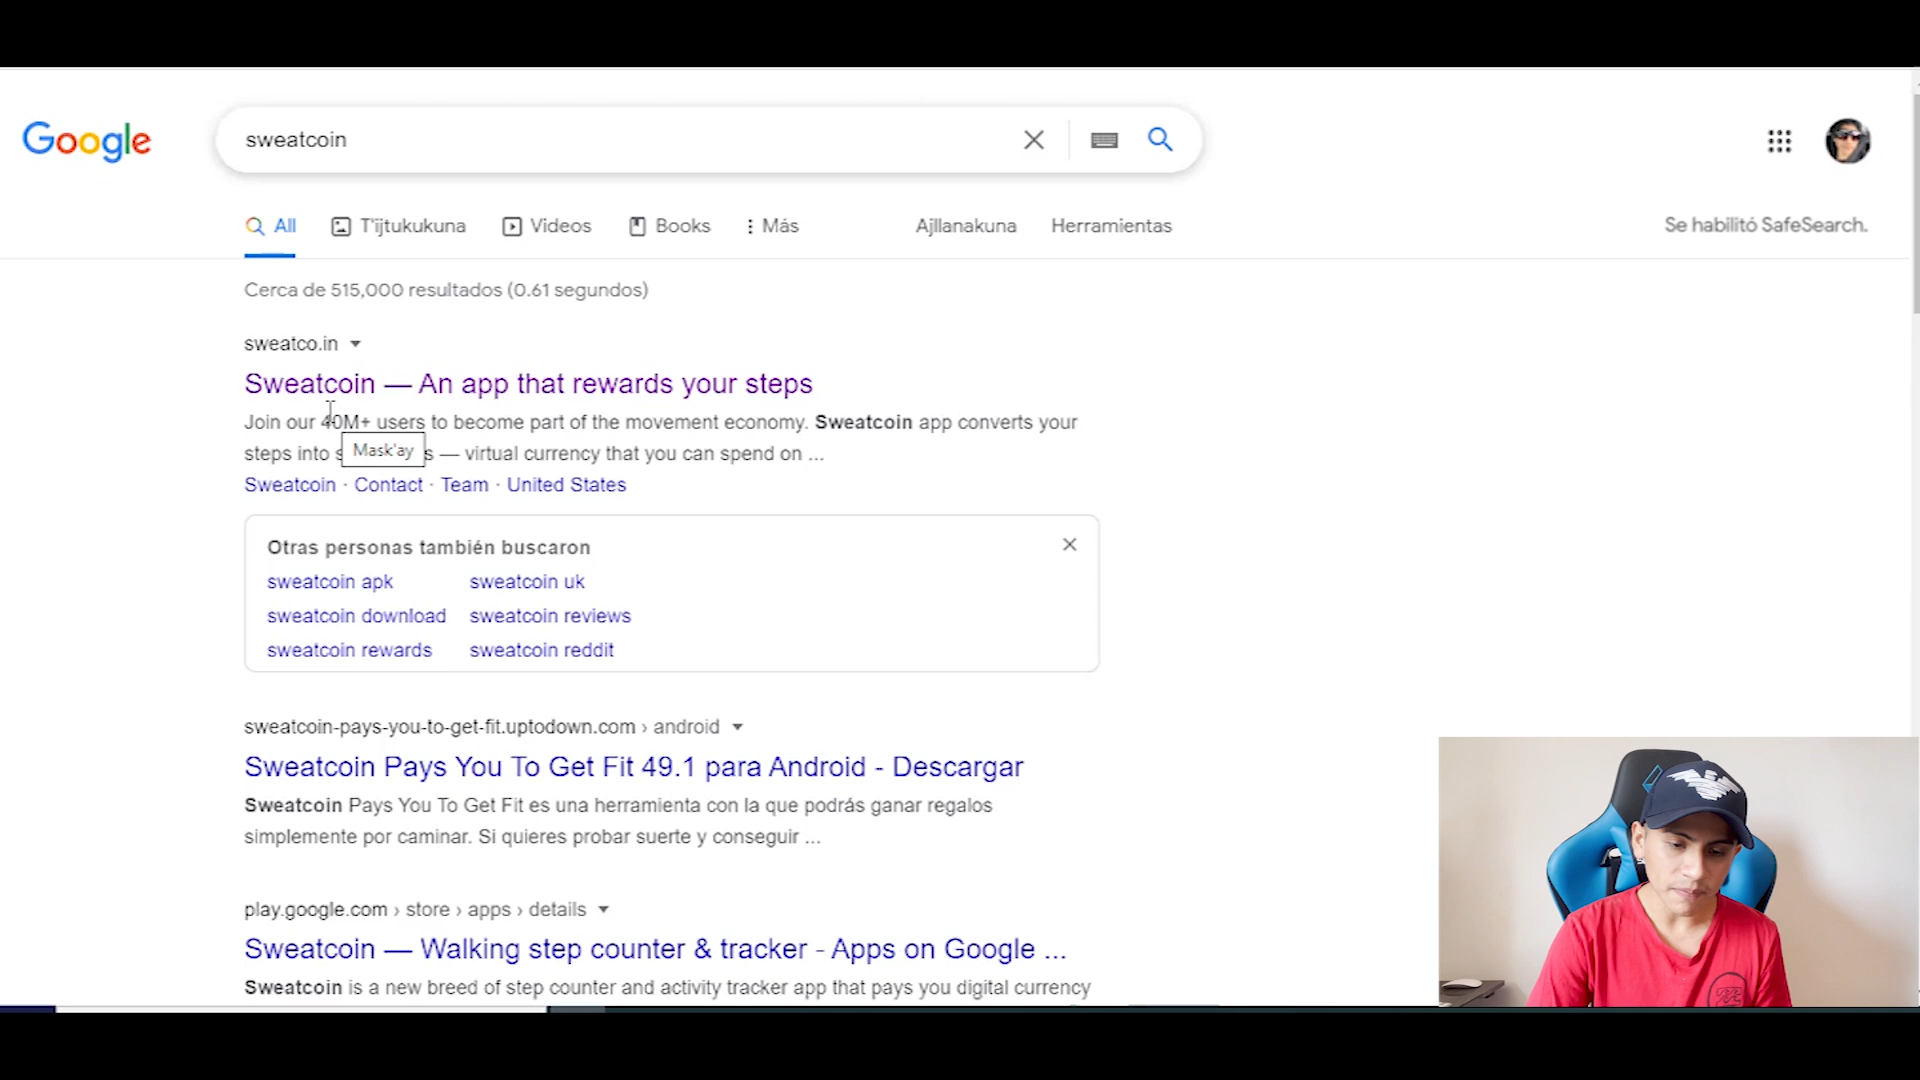 Google
sweatcoin
All T'ijtukukuna Videos Books Más Ajllanakuna Herramientas Se habilitó SafeSearch.
Cerca de 515,000 resultados (0.61 segundos)
sweatco.in
Sweatcoin — An app that rewards your steps
Join our 40M+ users to become part of the movement economy. Sweatcoin app converts your
steps into s s — virtual currency that you can spend on ...
Mask'ay
Sweatcoin · Contact · Team · United States
Otras personas también buscaron
sweatcoin apk sweatcoin uk
sweatcoin download sweatcoin reviews
sweatcoin rewards sweatcoin reddit
sweatcoin-pays-you-to-get-fit.uptodown.com › android
Sweatcoin Pays You To Get Fit 49.1 para Android - Descargar
Sweatcoin Pays You To Get Fit es una herramienta con la que podrás ganar regalos
simplemente por caminar. Si quieres probar suerte y conseguir ...
play.google.com › store › apps › details
Sweatcoin — Walking step counter & tracker - Apps on Google ...
Sweatcoin is a new breed of step counter and activity tracker app that pays you digital currency